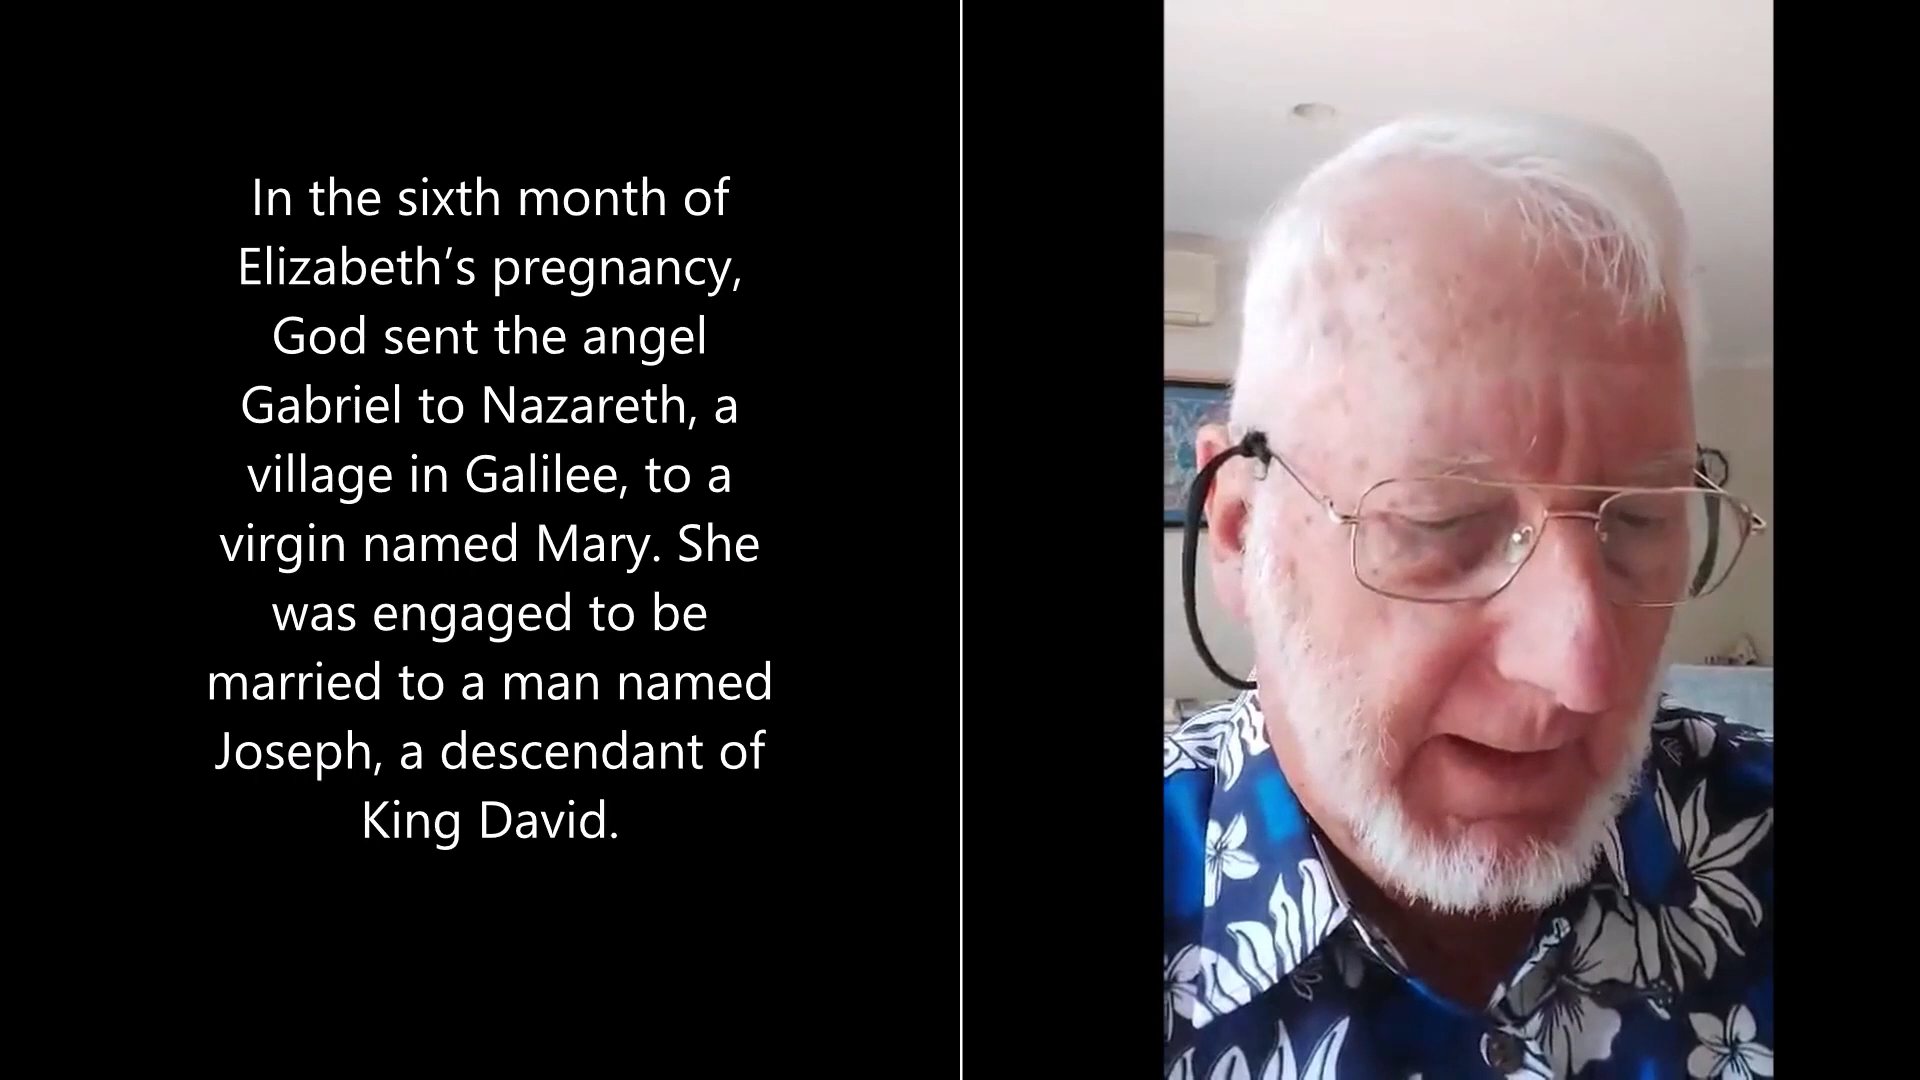 In the sixth month of
Elizabeth’s pregnancy,
God sent the angel
Gabriel to Nazareth, a
village in Galilee, to a
virgin named Mary. She
was engaged to be
married to a man named
Joseph, a descendant of
King David.